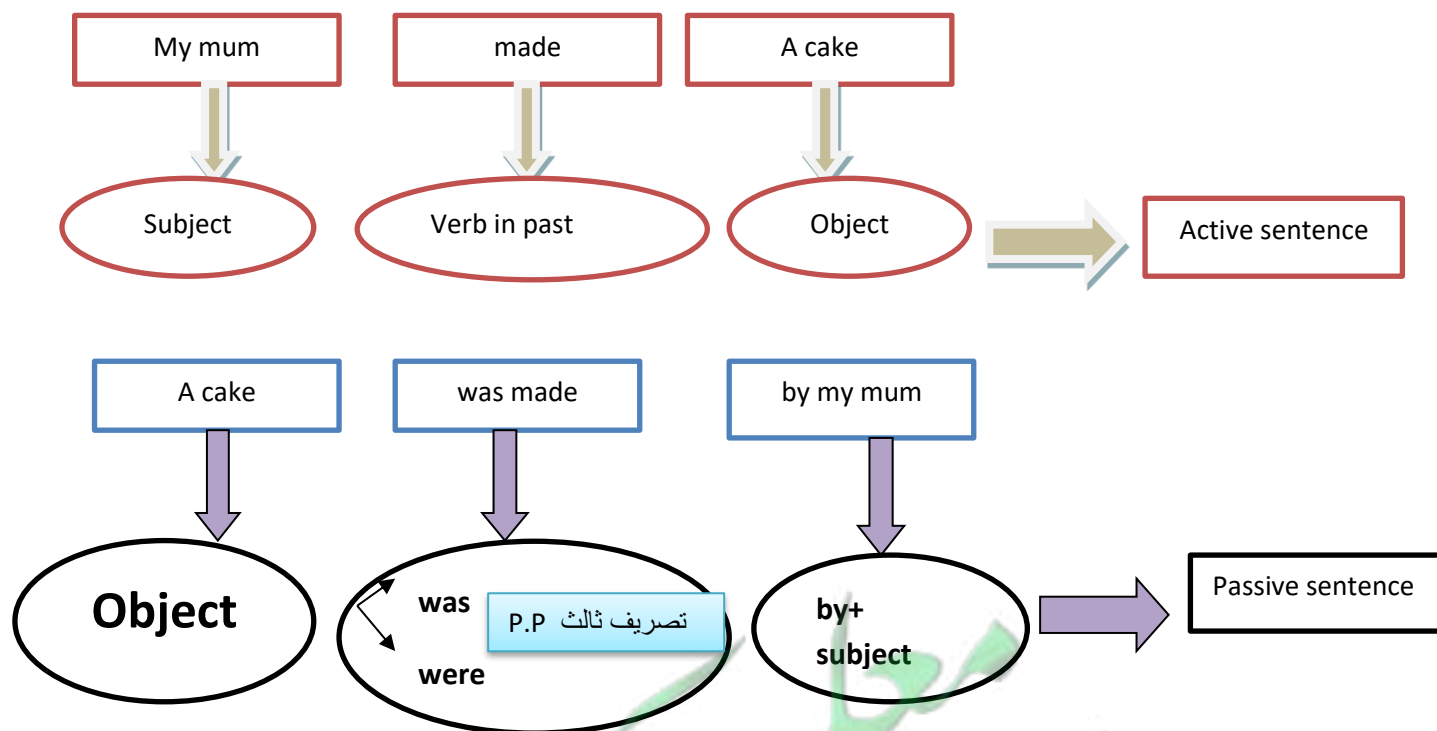 My mum
made
A cake
Subject
Verb in past
Object
Active sentence
A cake
was made
by my mum
Object
was
P.P تصريف ثالث
were
by+
subject
Passive sentence